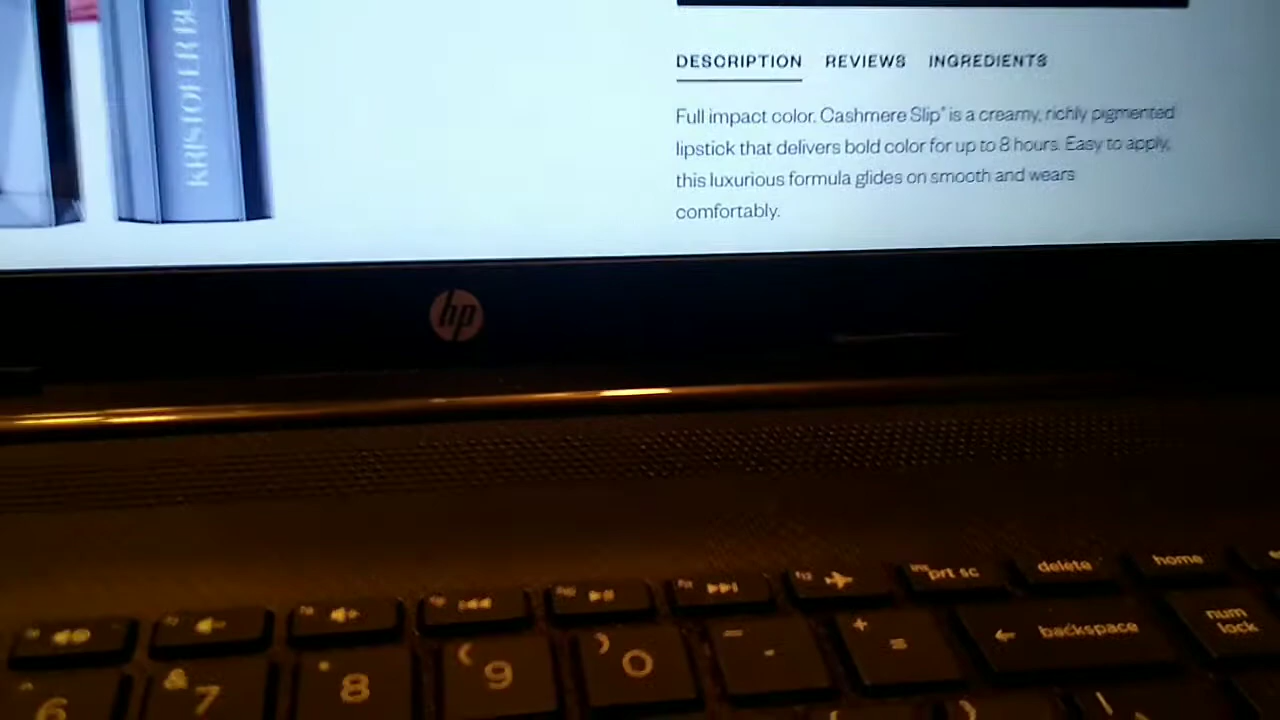 KRISTOFER BU
DESCRIPTION REVIEWS INGREDIENTS
Full impact color. Cashmere Slip® is a creamy, richly pigmented
lipstick that delivers bold color for up to 8 hours. Easy to apply,
this luxurious formula glides on smooth and wears
comfortably.
hp
prt sc delete home
6 & 7 * 8 ( 9 ) 0 - + = ← backspace num lock